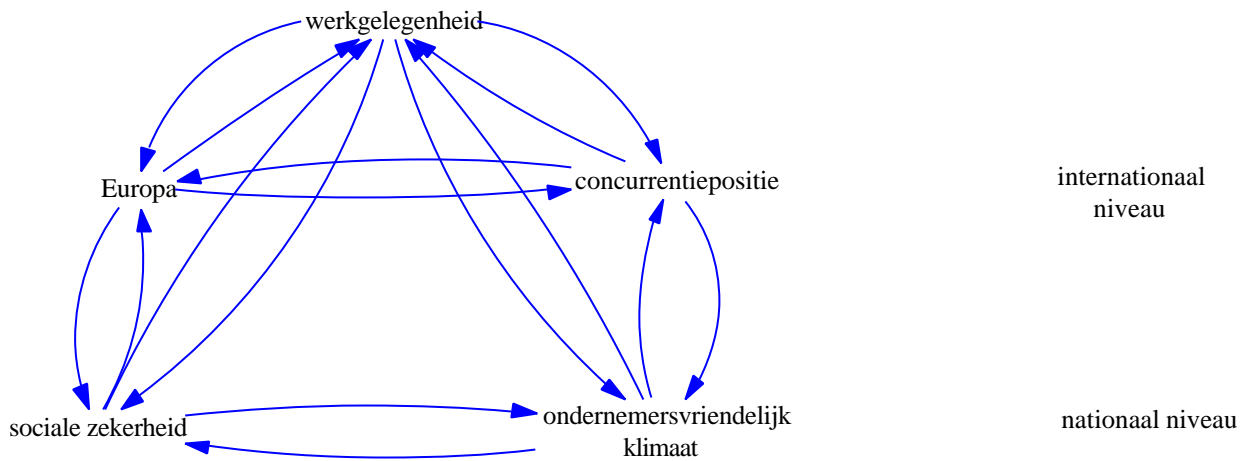 werkgelegenheid
Europa
concurrentiepositie
internationaal
niveau
sociale zekerheid
ondernemersvriendelijk
klimaat
nationaal niveau